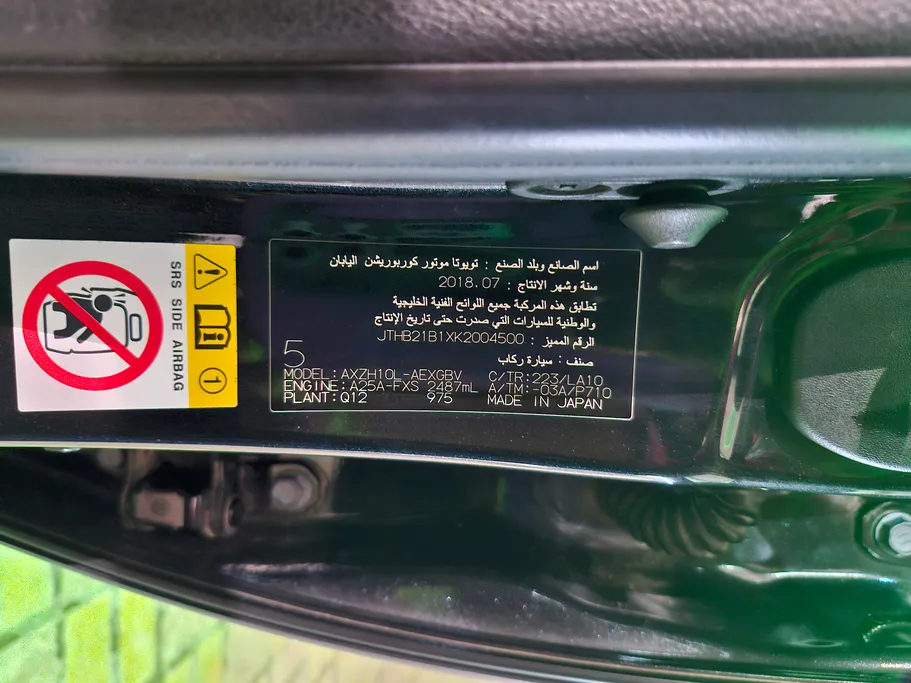 SRS SIDE AIRBAG
1
اسم الصانع وبلد الصنع : تويوتا موتور كوربوريشن اليابان
سنة وشهر الانتاج : 2018.07
تطابق هذه المركبة جميع اللوائح الفنية الخليجية
والوطنية للسيارات التي صدرت حتى تاريخ الإنتاج
الرقم المميز : JTHB21B1XK2004500
صنف : سيارة ركاب
5
MODEL:AXZH10L-AEXGBV C/TR:223/LA10
ENGINE:A25A-FXS 2487mL A/TM:-03A/P710
PLANT:Q12 975 MADE IN JAPAN